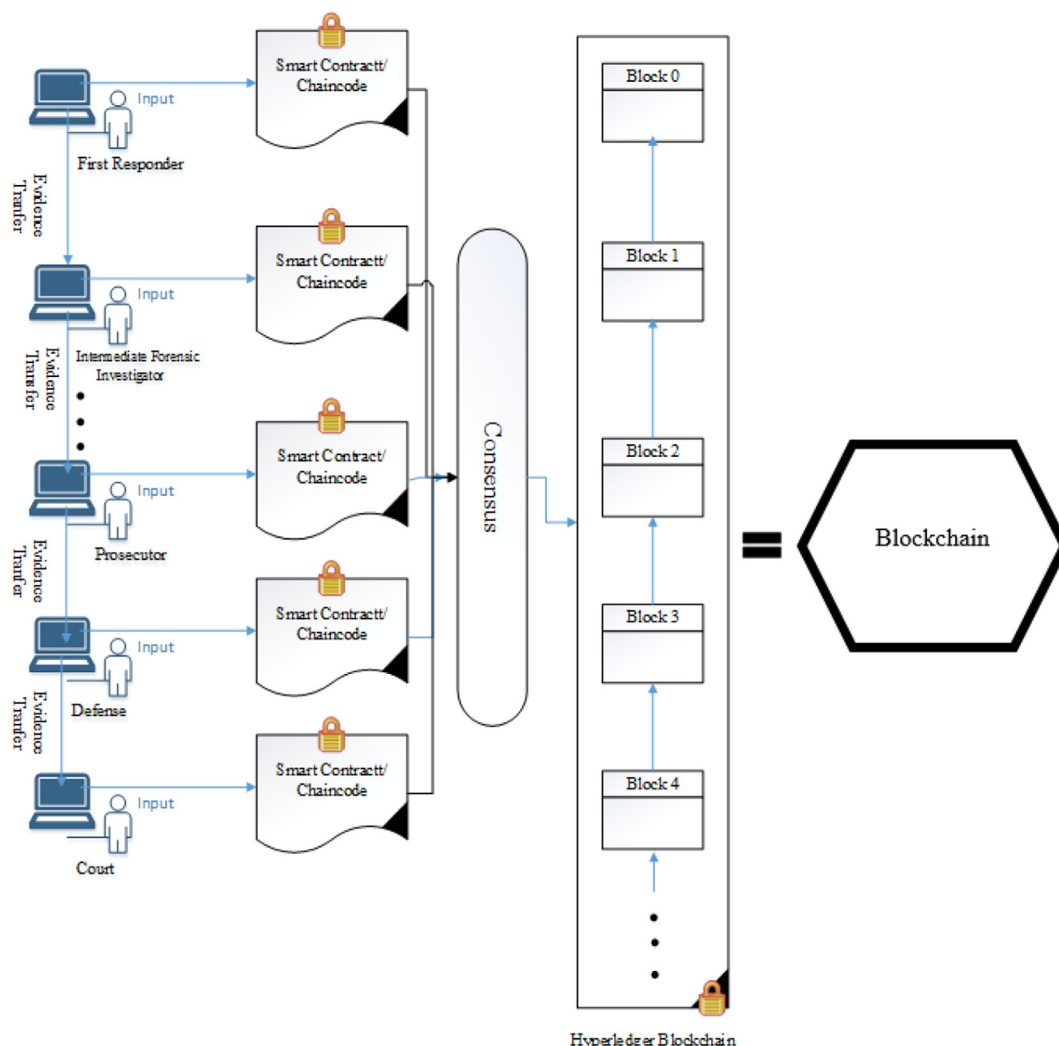 Smart Contractt/
Chaincode
Input
First Responder
Evidence
Tranfer
Smart Contractt/
Chaincode
Input
Intermediate Forensic
Investigator
Evidence
Transfer
Smart Contract/
Chaincode
Input
Prosecutor
Evidence
Tranfer
Smart Contractt/
Chaincode
Input
Defense
Evidence
Tranfer
Smart Contractt/
Chaincode
Input
Court
Consensus
Block 0
Block 1
Block 2
Block 3
Block 4
Hyperledger Blockchain
=
Blockchain